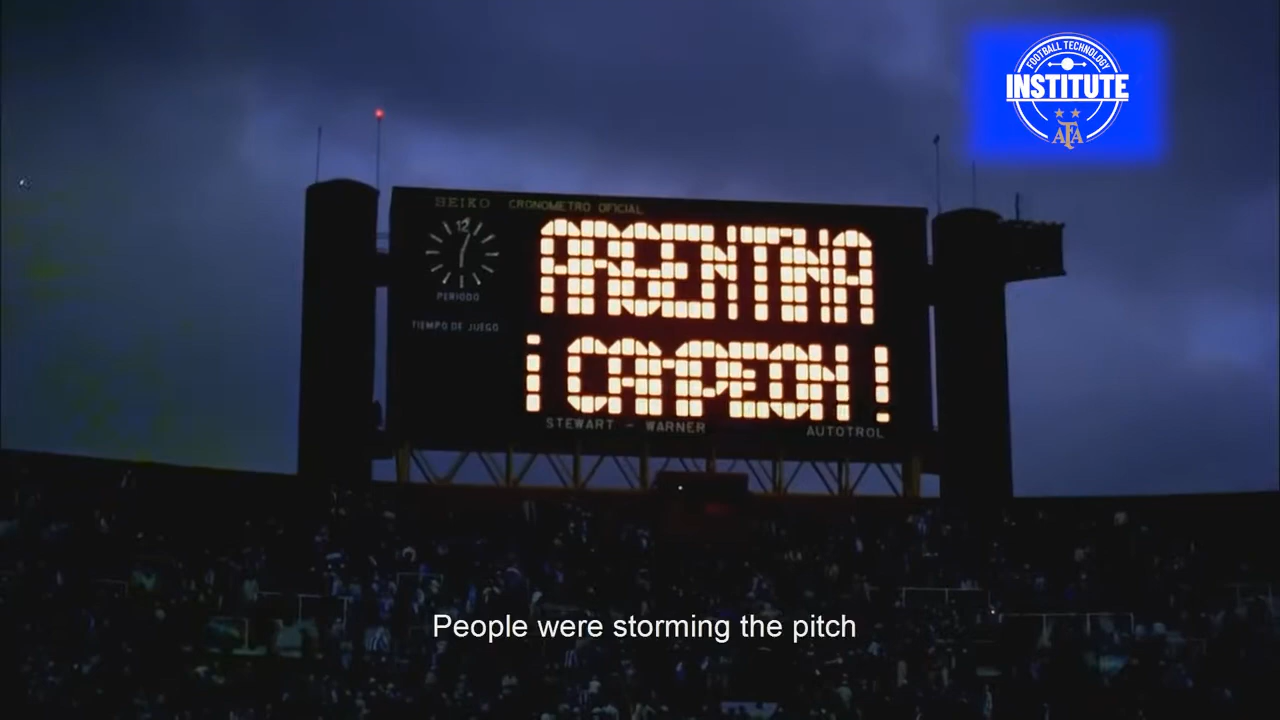 FOOTBALL TECHNOLOGY
INSTITUTE
AFA
SEIKO CRONOMETRO OFICIAL
12
PERIODO
TIEMPO DE JUEGO
ARGENTINA
¡CAMPEON!
STEWART - WARNER AUTOTROL
People were storming the pitch